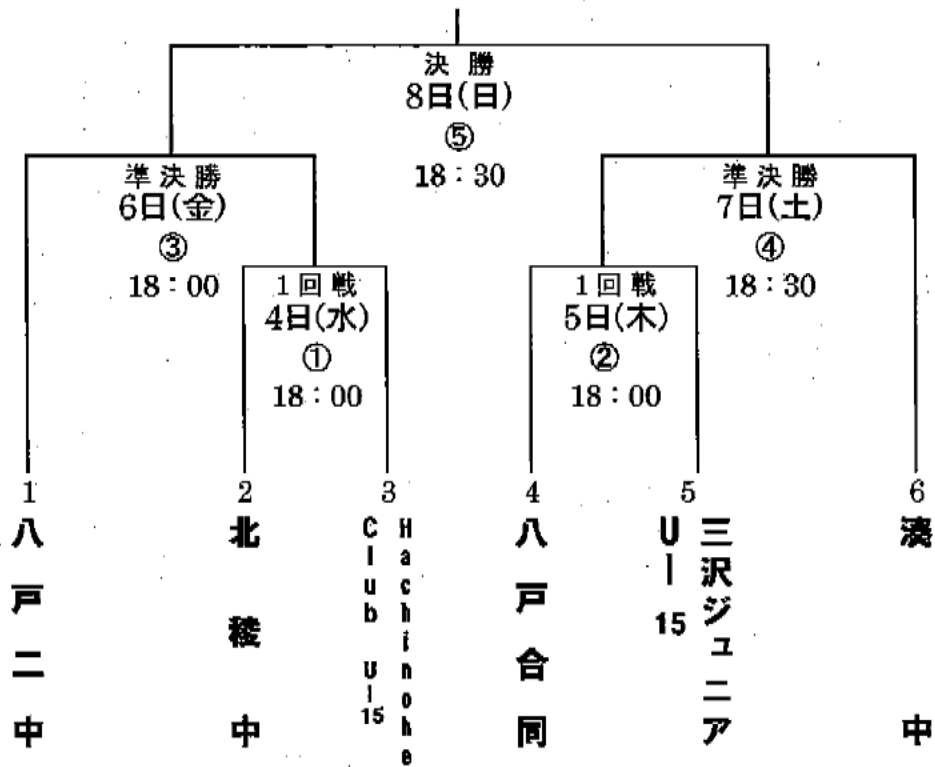 決勝
8日(日)
⑤
18：30
準決勝
6日(金)
③
18：00
準決勝
7日(土)
④
18：30
1回戦
4日(水)
①
18：00
1回戦
5日(木)
②
18：00
1
八戸二中
2
北稜中
3
Hachinohe
Club U-15
4
八戸合同
5
三沢ジュニア
U-15
6
湊中